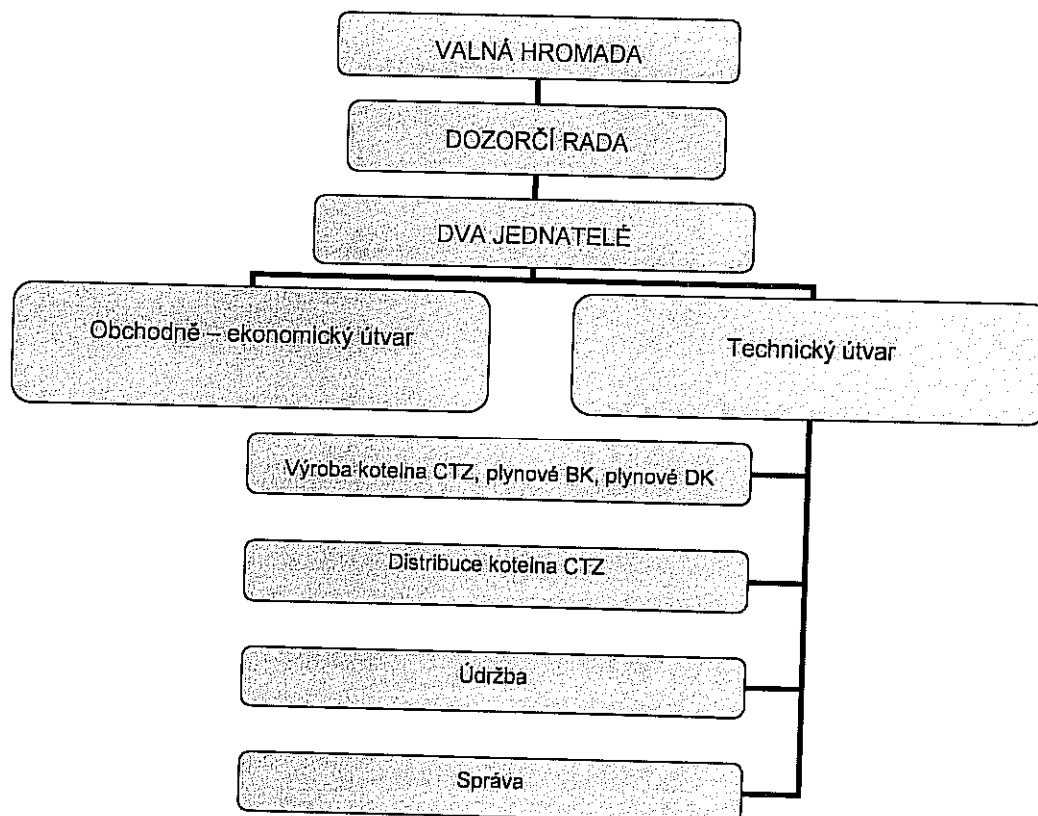 VALNÁ HROMADA
DOZORČÍ RADA
DVA JEDNATELÉ
Obchodně – ekonomický útvar
Technický útvar
Výroba kotelna CTZ, plynové BK, plynové DK
Distribuce kotelna CTZ
Údržba
Správa